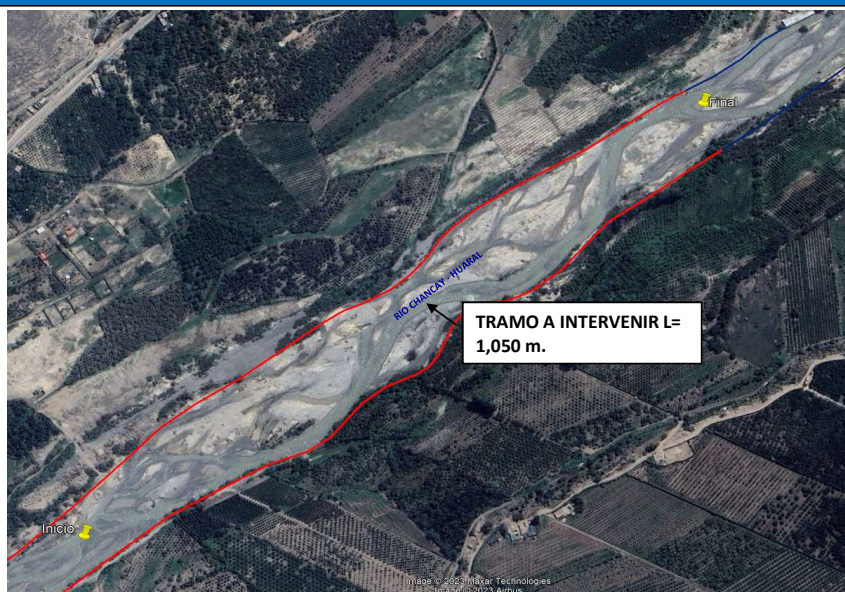 Final
RIO CHANCAY - HUARAL
TRAMO A INTERVENIR L=
1,050 m.
Inicio
Image © 2023 Maxar Technologies
Image © 2023 Airbus